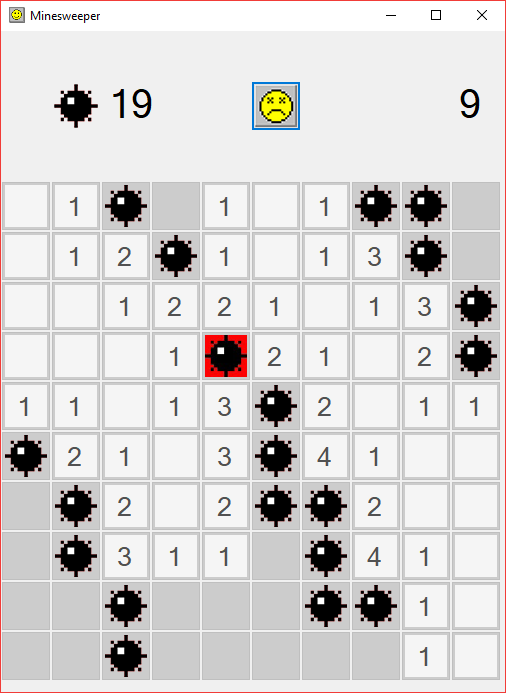 Minesweeper
19 9
1 1 1
1 2 1 1 3
1 2 2 1 1 3
1 2 1 2
1 1 1 3 2 1 1
2 1 3 4 1
2 2 2
3 1 1 4 1
1
1